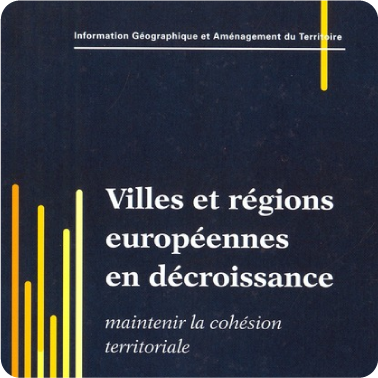 Information Géographique et Aménagement du Territoire
Villes et régions
européennes
en décroissance
maintenir la cohésion
territoriale